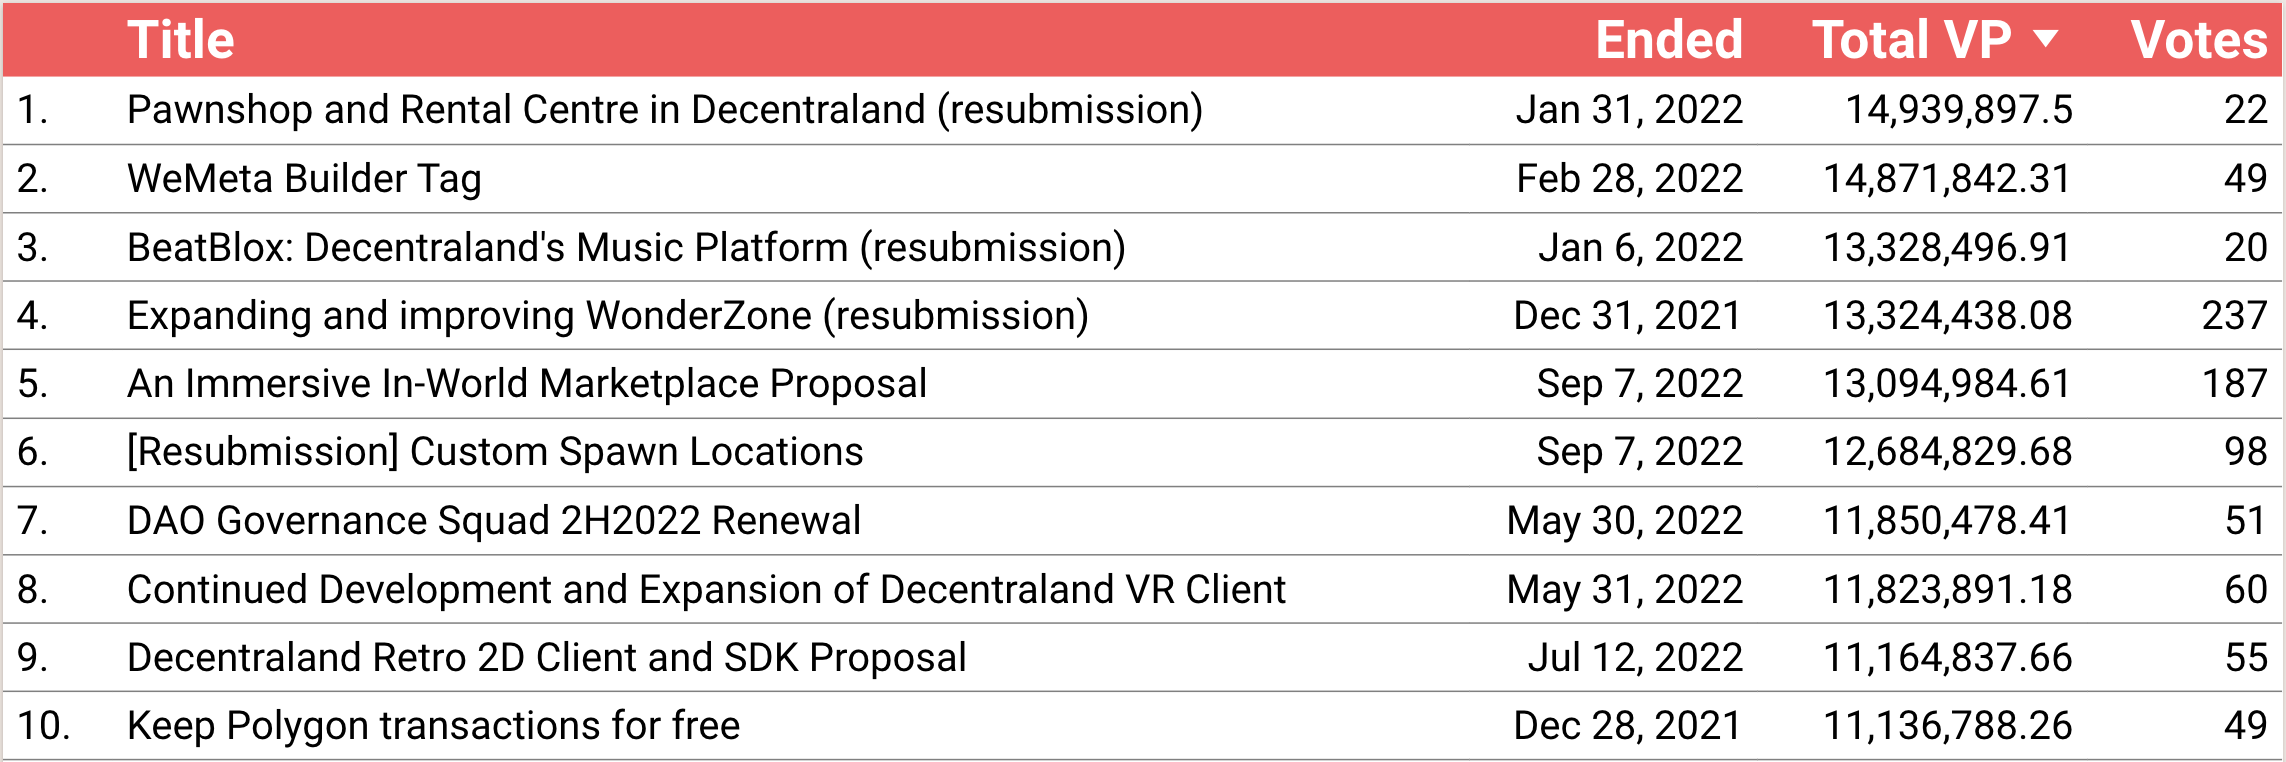 Title Ended Total VP ▼ Votes
1. Pawnshop and Rental Centre in Decentraland (resubmission) Jan 31, 2022 14,939,897.5 22
2. WeMeta Builder Tag Feb 28, 2022 14,871,842.31 49
3. BeatBlox: Decentraland's Music Platform (resubmission) Jan 6, 2022 13,328,496.91 20
4. Expanding and improving WonderZone (resubmission) Dec 31, 2021 13,324,438.08 237
5. An Immersive In-World Marketplace Proposal Sep 7, 2022 13,094,984.61 187
6. [Resubmission] Custom Spawn Locations Sep 7, 2022 12,684,829.68 98
7. DAO Governance Squad 2H2022 Renewal May 30, 2022 11,850,478.41 51
8. Continued Development and Expansion of Decentraland VR Client May 31, 2022 11,823,891.18 60
9. Decentraland Retro 2D Client and SDK Proposal Jul 12, 2022 11,164,837.66 55
10. Keep Polygon transactions for free Dec 28, 2021 11,136,788.26 49